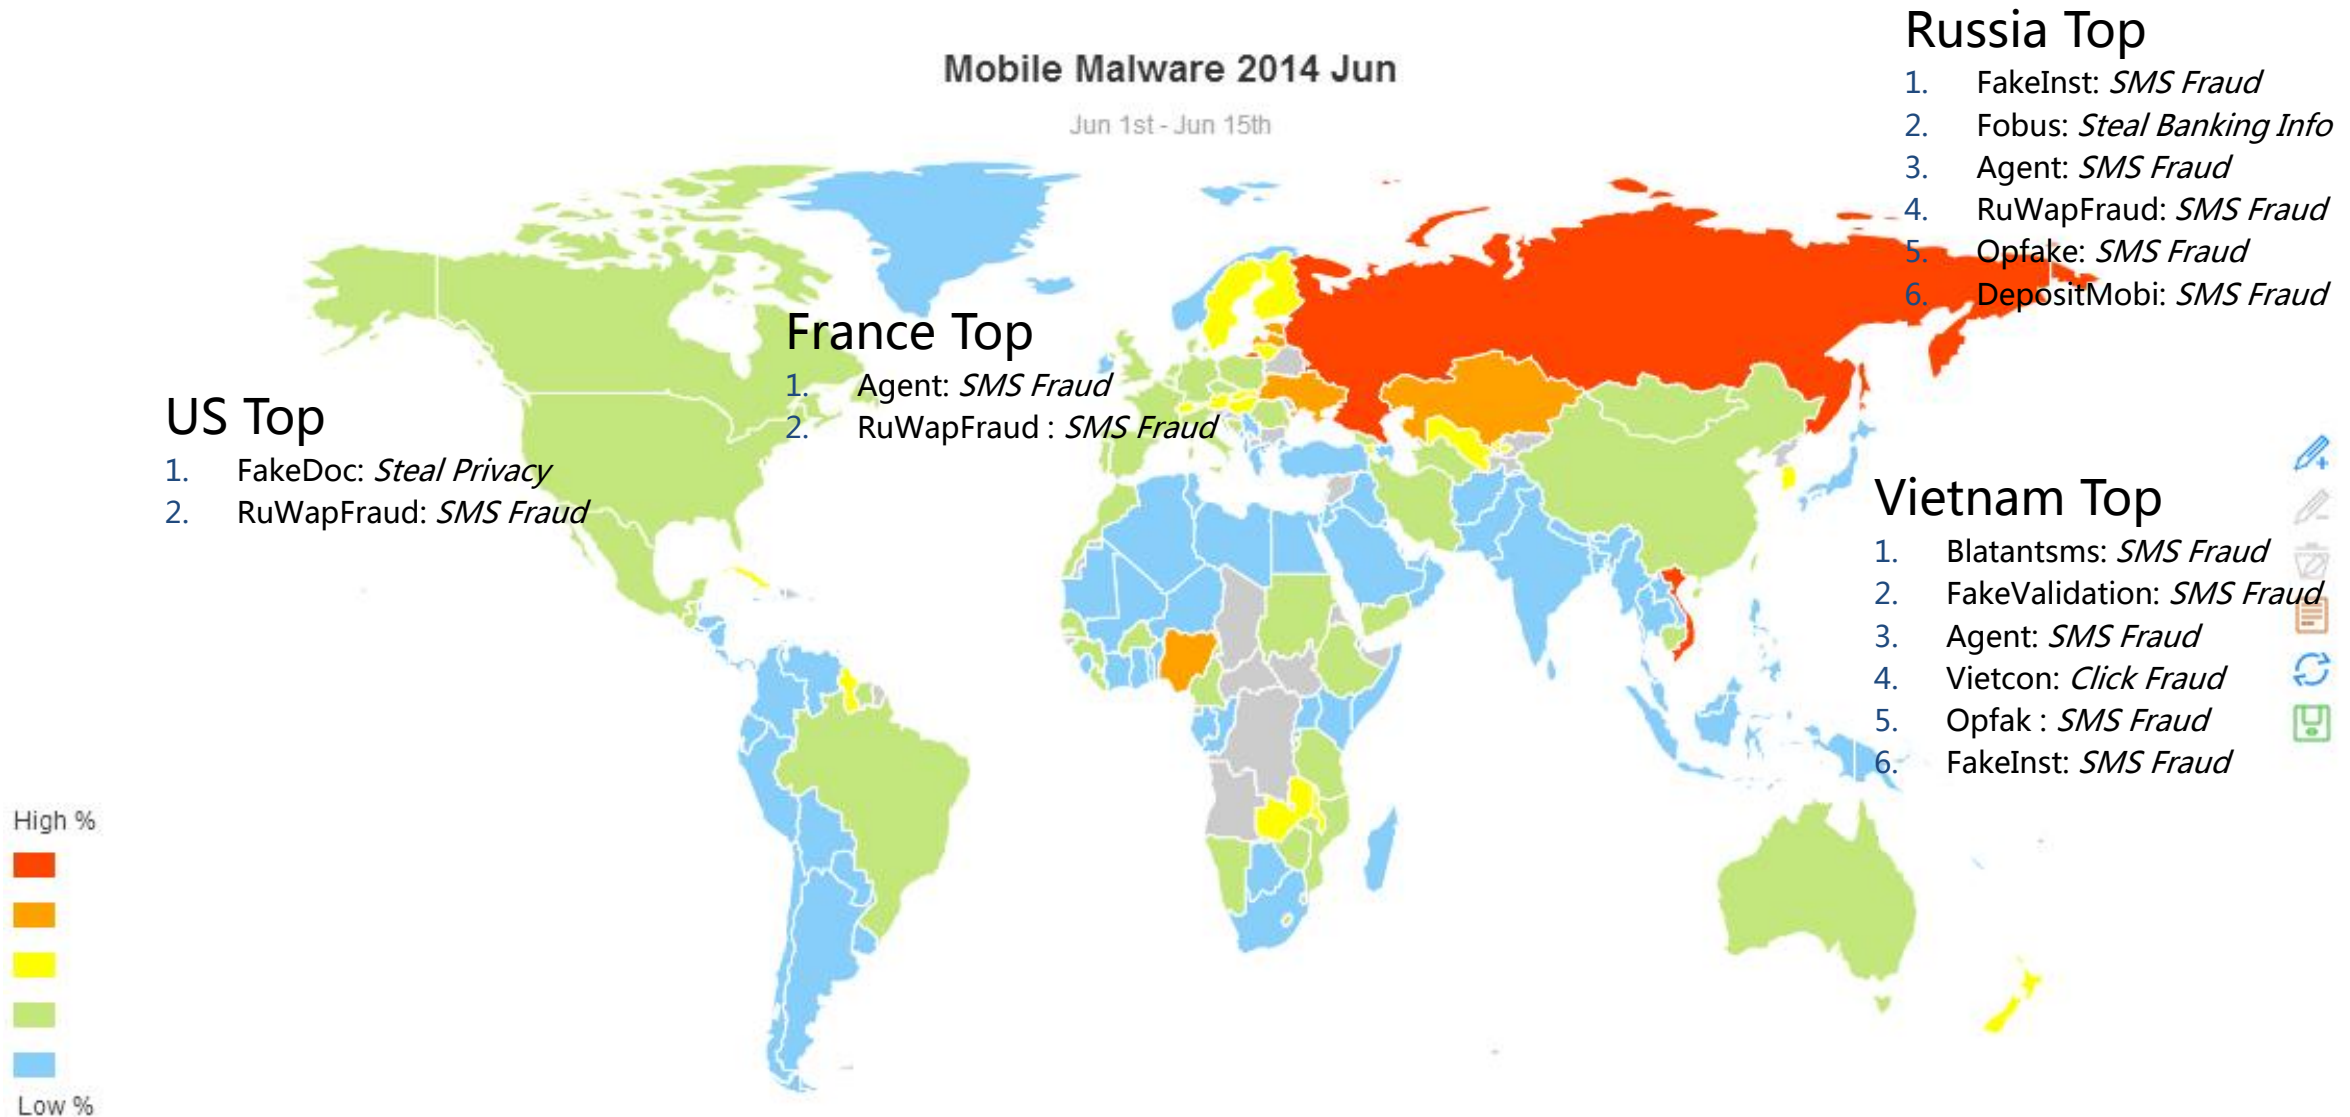 Mobile Malware 2014 Jun
Jun 1st - Jun 15th
Russia Top
1. FakeInst: SMS Fraud
2. Fobus: Steal Banking Info
3. Agent: SMS Fraud
4. RuWapFraud: SMS Fraud
5. Opfake: SMS Fraud
6. DepositMobi: SMS Fraud
France Top
1. Agent: SMS Fraud
2. RuWapFraud : SMS Fraud
US Top
1. FakeDoc: Steal Privacy
2. RuWapFraud: SMS Fraud
Vietnam Top
1. Blatantsms: SMS Fraud
2. FakeValidation: SMS Fraud
3. Agent: SMS Fraud
4. Vietcon: Click Fraud
5. Opfak : SMS Fraud
6. FakeInst: SMS Fraud
High %
Low %